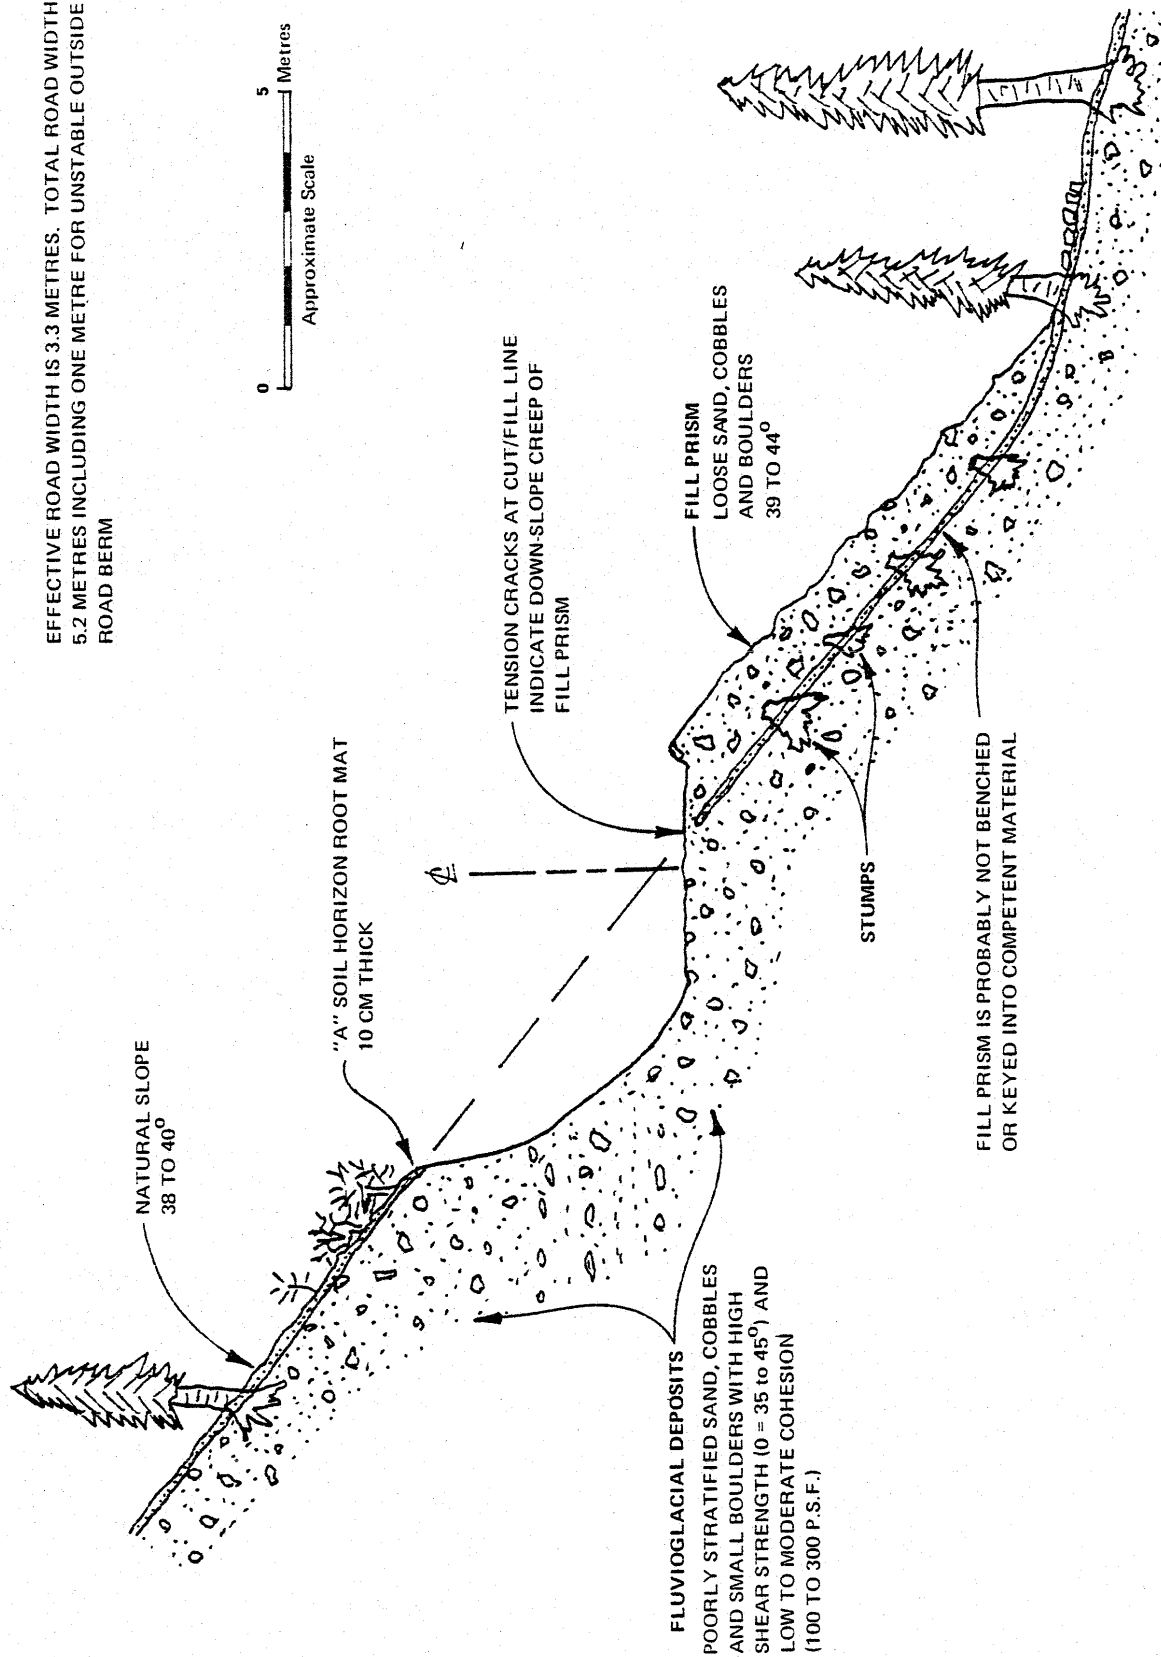 EFFECTIVE ROAD WIDTH IS 3.3 METRES. TOTAL ROAD WIDTH
5.2 METRES INCLUDING ONE METRE FOR UNSTABLE OUTSIDE
ROAD BERM
0 5 Metres
Approximate Scale
NATURAL SLOPE
38 TO 40°
"A" SOIL HORIZON ROOT MAT
10 CM THICK
℄
TENSION CRACKS AT CUT/FILL LINE
INDICATE DOWN-SLOPE CREEP OF
FILL PRISM
FILL PRISM
LOOSE SAND, COBBLES
AND BOULDERS
39 TO 44°
FLUVIOGLACIAL DEPOSITS
POORLY STRATIFIED SAND, COBBLES
AND SMALL BOULDERS WITH HIGH
SHEAR STRENGTH (0 = 35 to 45°) AND
LOW TO MODERATE COHESION
(100 TO 300 P.S.F.)
STUMPS
FILL PRISM IS PROBABLY NOT BENCHED
OR KEYED INTO COMPETENT MATERIAL